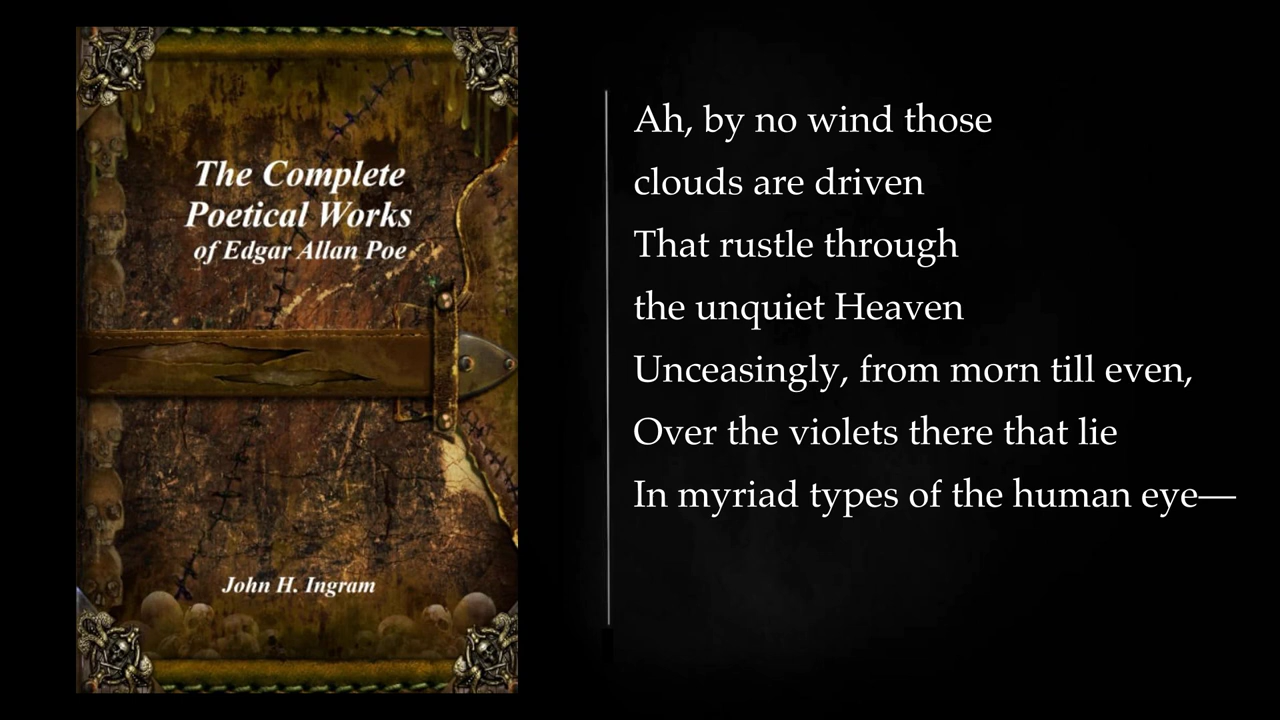 The Complete
Poetical Works
of Edgar Allan Poe
John H. Ingram
Ah, by no wind those
clouds are driven
That rustle through
the unquiet Heaven
Unceasingly, from morn till even,
Over the violets there that lie
In myriad types of the human eye—